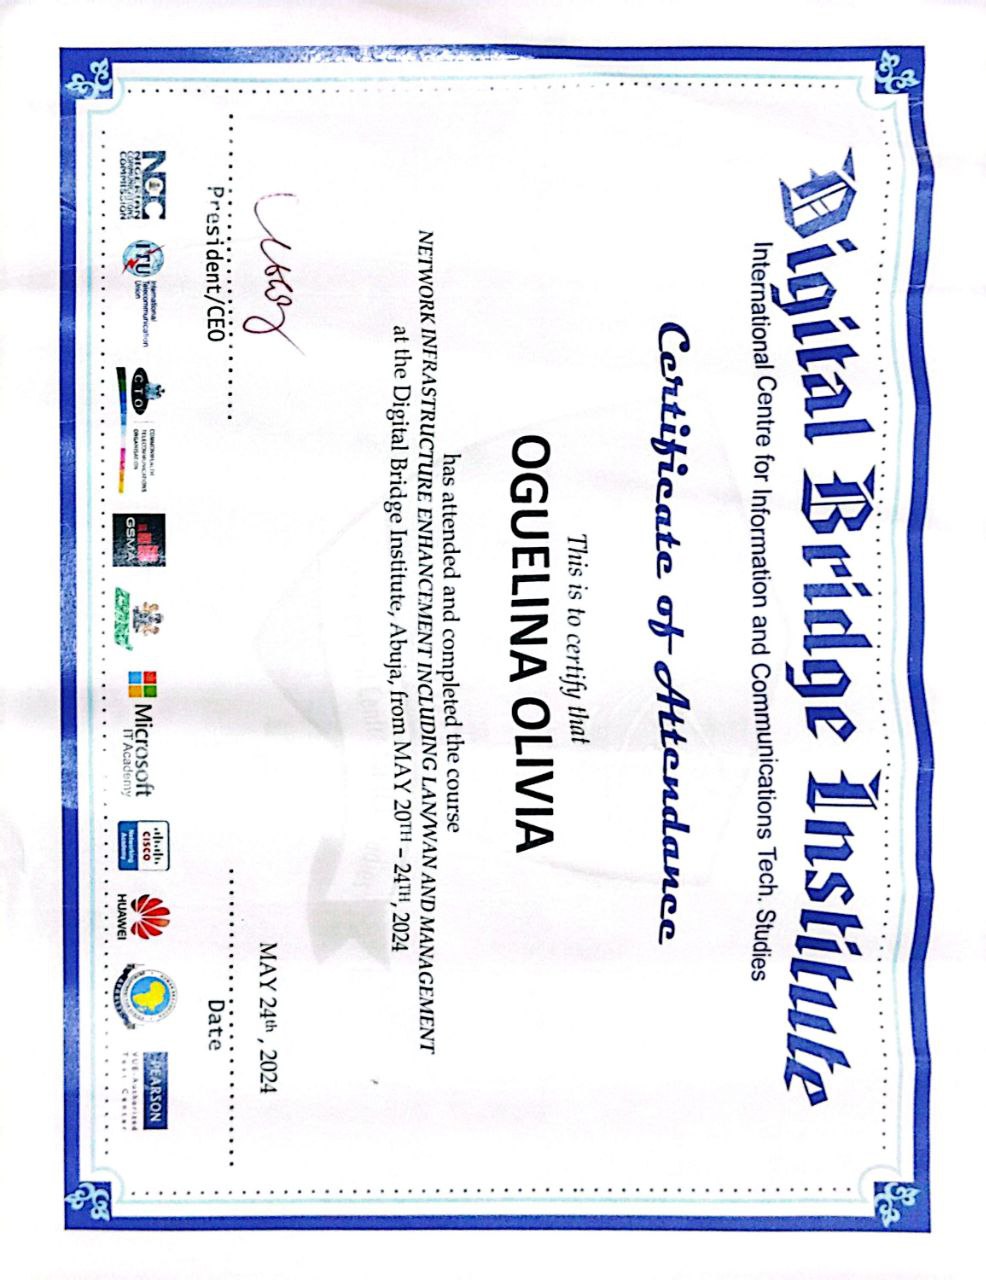 Digital Bridge Institute
International Centre for Information and Communications Tech. Studies
Certificate of Attendance
This is to certify that
OGUELINA OLIVIA
has attended and completed the course
NETWORK INFRASTRUCTURE ENHANCEMENT INCLUDING LAN/WAN AND MANAGEMENT
at the Digital Bridge Institute, Abuja, from MAY 20TH – 24TH, 2024
MAY 24th, 2024
President/CEO
Date
NCC
NIGERIAN
COMMUNICATIONS
COMMISSION
ITU
International
Telecommunication
Union
CTO
COMMONWEALTH
TELECOMMUNICATIONS
ORGANISATION
GSMA
Microsoft
IT Academy
CISCO
Networking
Academy
HUAWEI
PEARSON
VUE Authorized
Test Center